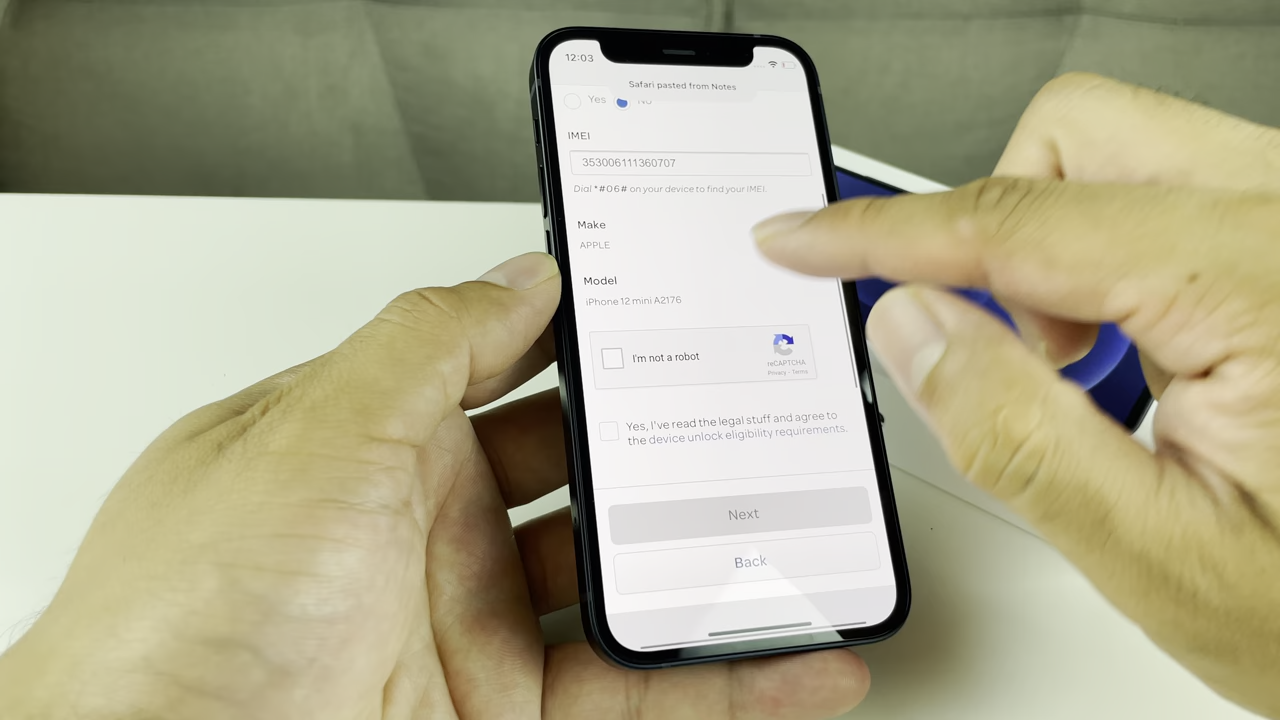 12:03
Safari pasted from Notes
Yes No
IMEI
353006111360707
Dial *#06# on your device to find your IMEI.
Make
APPLE
Model
iPhone 12 mini A2176
I'm not a robot
reCAPTCHA
Privacy - Terms
Yes, I've read the legal stuff and agree to
the device unlock eligibility requirements.
Next
Back